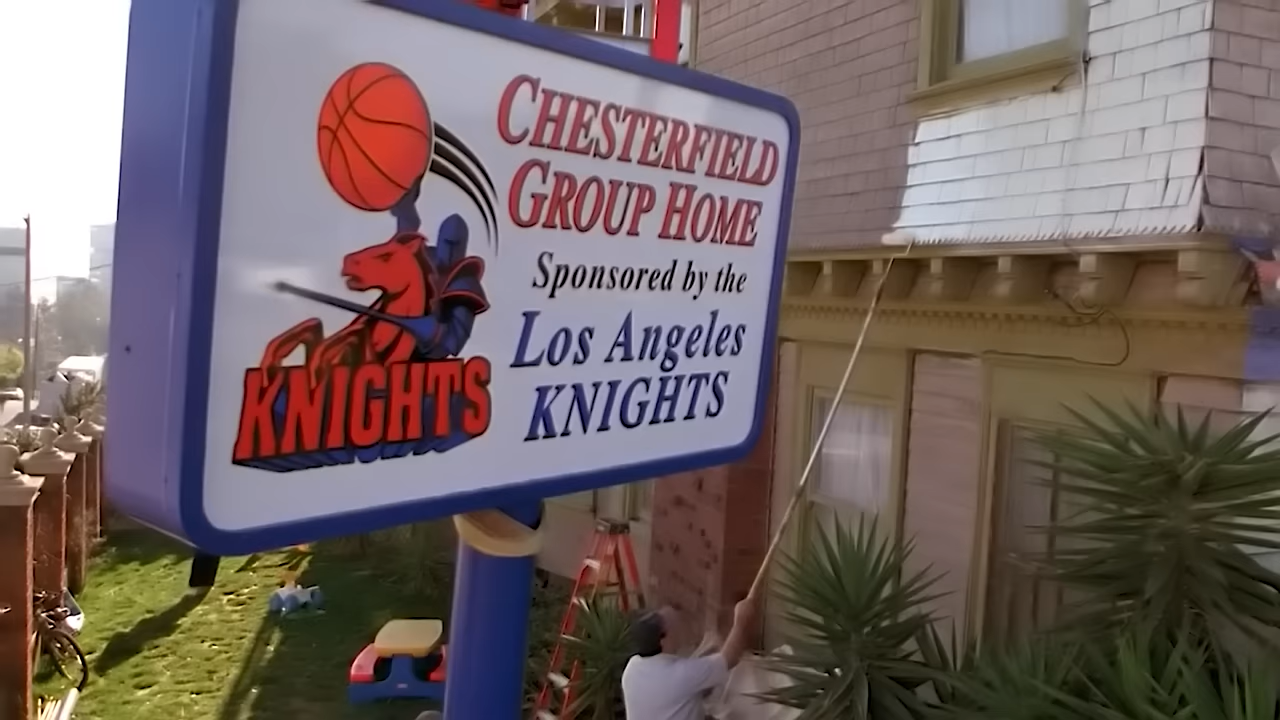 CHESTERFIELD
GROUP HOME
Sponsored by the
Los Angeles
KNIGHTS
KNIGHTS